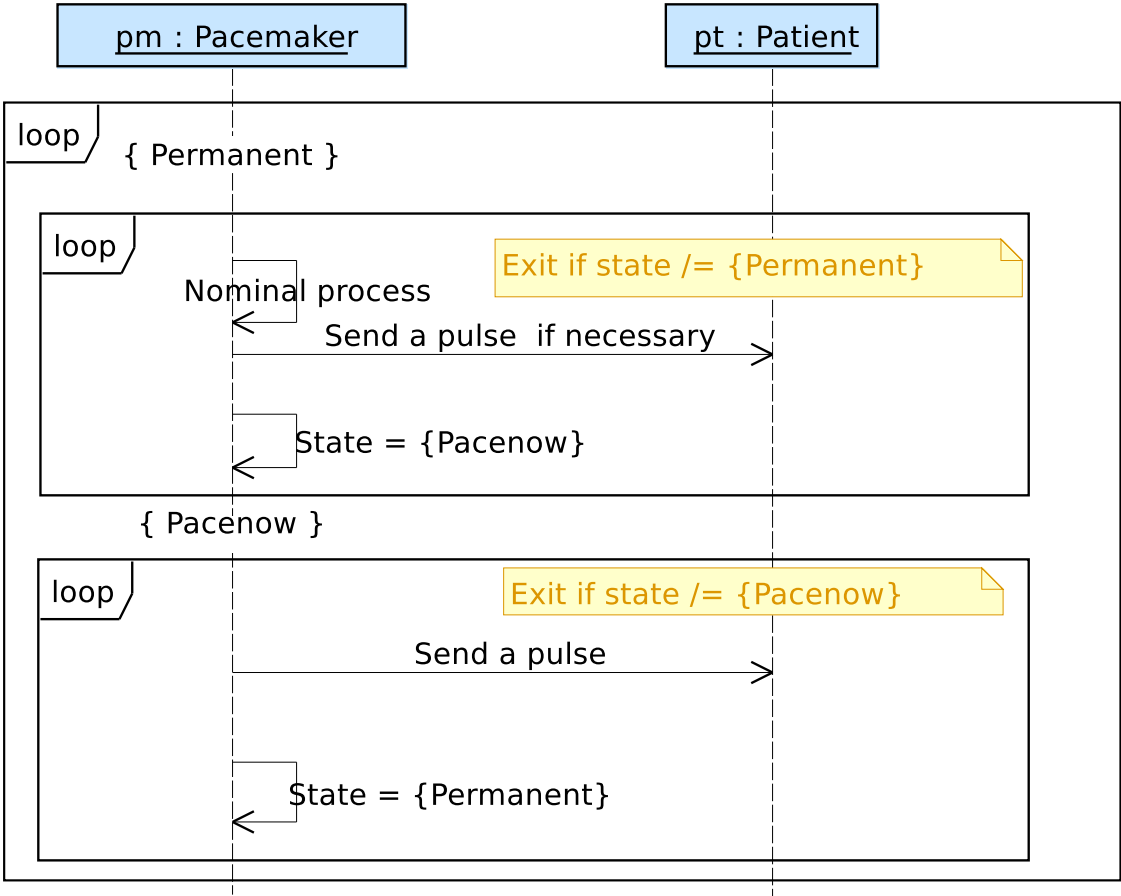 pm : Pacemaker
pt : Patient
loop
{ Permanent }
loop
Exit if state /= {Permanent}
Nominal process
Send a pulse  if necessary
State = {Pacenow}
{ Pacenow }
loop
Exit if state /= {Pacenow}
Send a pulse
State = {Permanent}